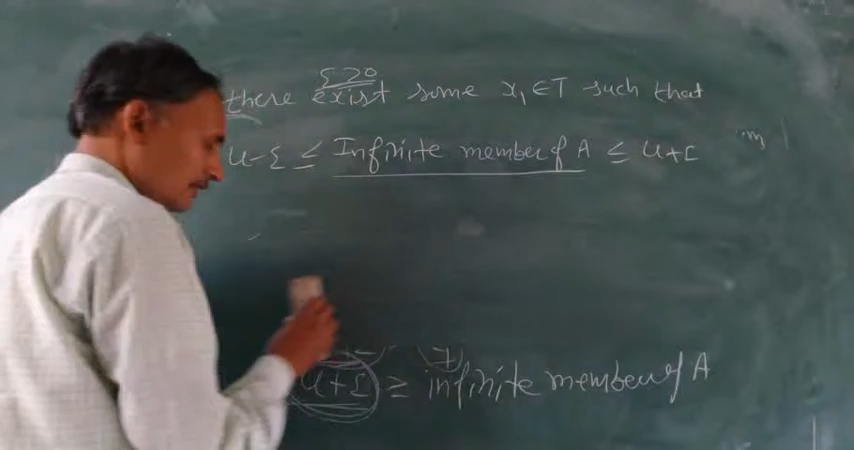 ε>0
there exist some x₁ ∈ T such that
u-ε ≤ Infinite member of A ≤ u+ε
u+ε ≥ infinite member of A